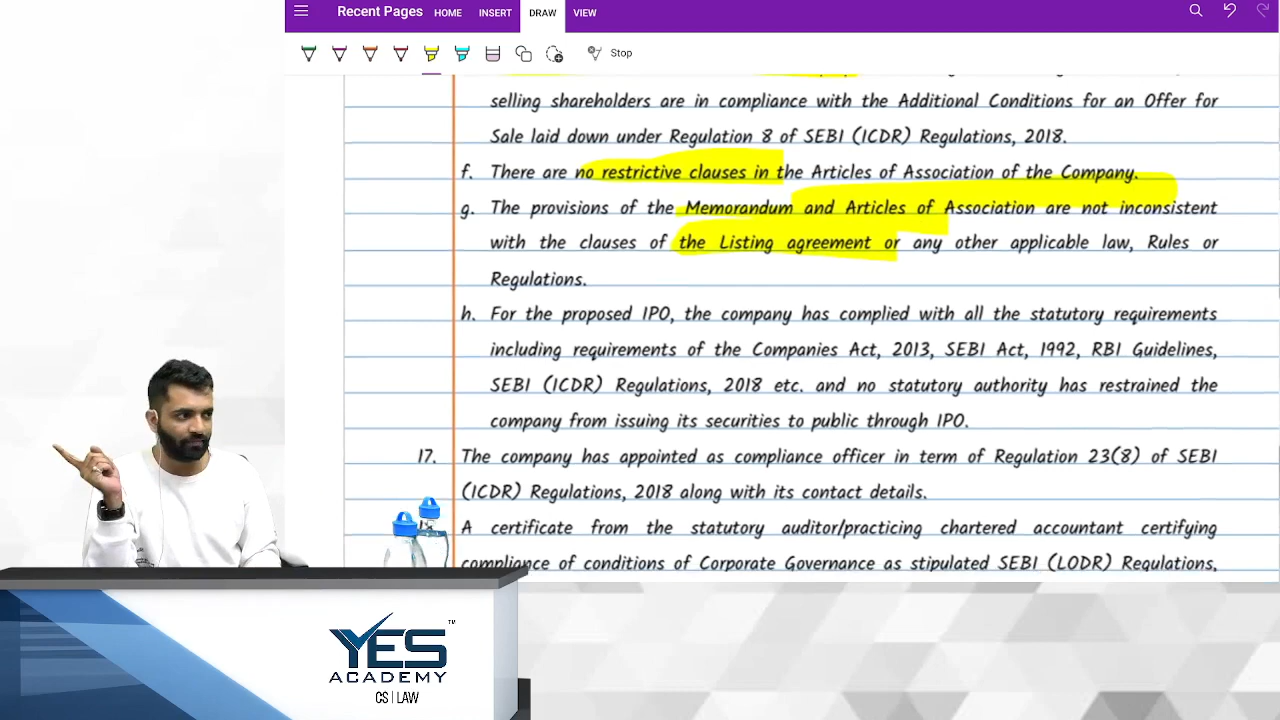 Recent Pages HOME INSERT DRAW VIEW
Stop
selling shareholders are in compliance with the Additional Conditions for an Offer for
Sale laid down under Regulation 8 of SEBI (ICDR) Regulations, 2018.
f. There are no restrictive clauses in the Articles of Association of the Company.
g. The provisions of the Memorandum and Articles of Association are not inconsistent
with the clauses of the Listing agreement or any other applicable law, Rules or
Regulations.
h. For the proposed IPO, the company has complied with all the statutory requirements
including requirements of the Companies Act, 2013, SEBI Act, 1992, RBI Guidelines,
SEBI (ICDR) Regulations, 2018 etc. and no statutory authority has restrained the
company from issuing its securities to public through IPO.
17. The company has appointed as compliance officer in term of Regulation 23(8) of SEBI
(ICDR) Regulations, 2018 along with its contact details.
A certificate from the statutory auditor/practicing chartered accountant certifying
compliance of conditions of Corporate Governance as stipulated SEBI (LODR) Regulations,
YES TM
ACADEMY
CS | LAW